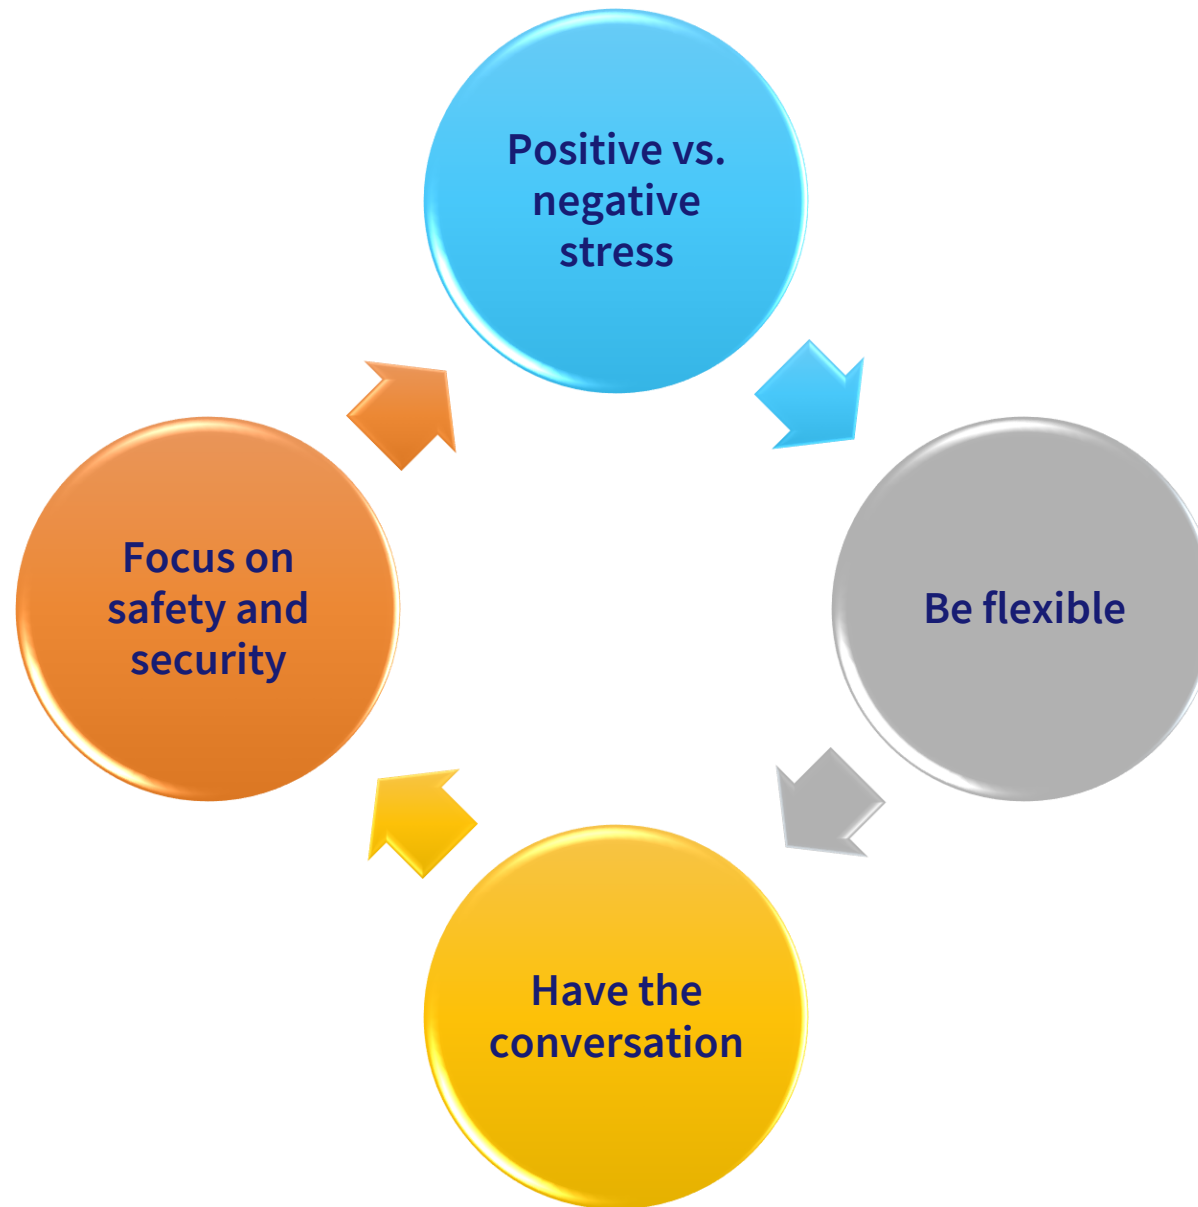 Positive vs.
negative
stress
Focus on
safety and
security
Be flexible
Have the
conversation